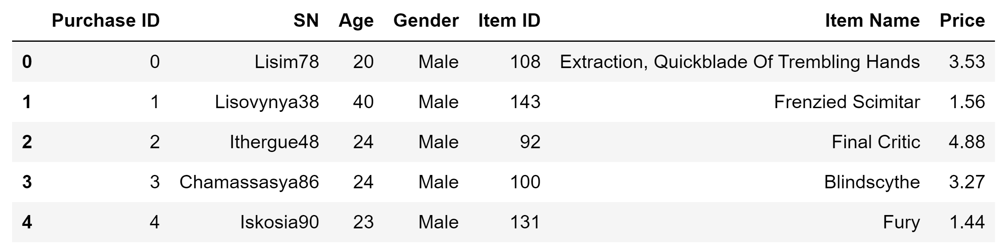 Purchase ID SN Age Gender Item ID Item Name Price
0 0 Lisim78 20 Male 108 Extraction, Quickblade Of Trembling Hands 3.53
1 1 Lisovynya38 40 Male 143 Frenzied Scimitar 1.56
2 2 Ithergue48 24 Male 92 Final Critic 4.88
3 3 Chamassasya86 24 Male 100 Blindscythe 3.27
4 4 Iskosia90 23 Male 131 Fury 1.44